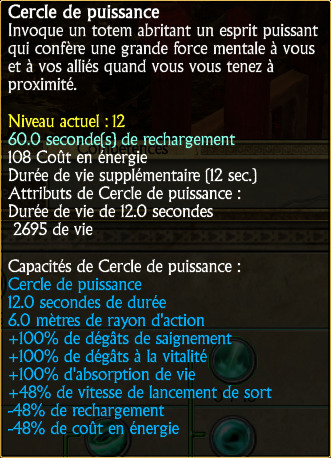 Cercle de puissance
Invoque un totem abritant un esprit puissant
qui confère une grande force mentale à vous
et à vos alliés quand vous vous tenez à
proximité.
Niveau actuel : 12
60.0 seconde(s) de rechargement
108 Coût en énergie
Durée de vie supplémentaire (12 sec.)
Attributs de Cercle de puissance :
Durée de vie de 12.0 secondes
2695 de vie
Capacités de Cercle de puissance :
Cercle de puissance
12.0 secondes de durée
6.0 mètres de rayon d'action
+100% de dégâts de saignement
+100% de dégâts à la vitalité
+100% d'absorption de vie
+48% de vitesse de lancement de sort
-48% de rechargement
-48% de coût en énergie